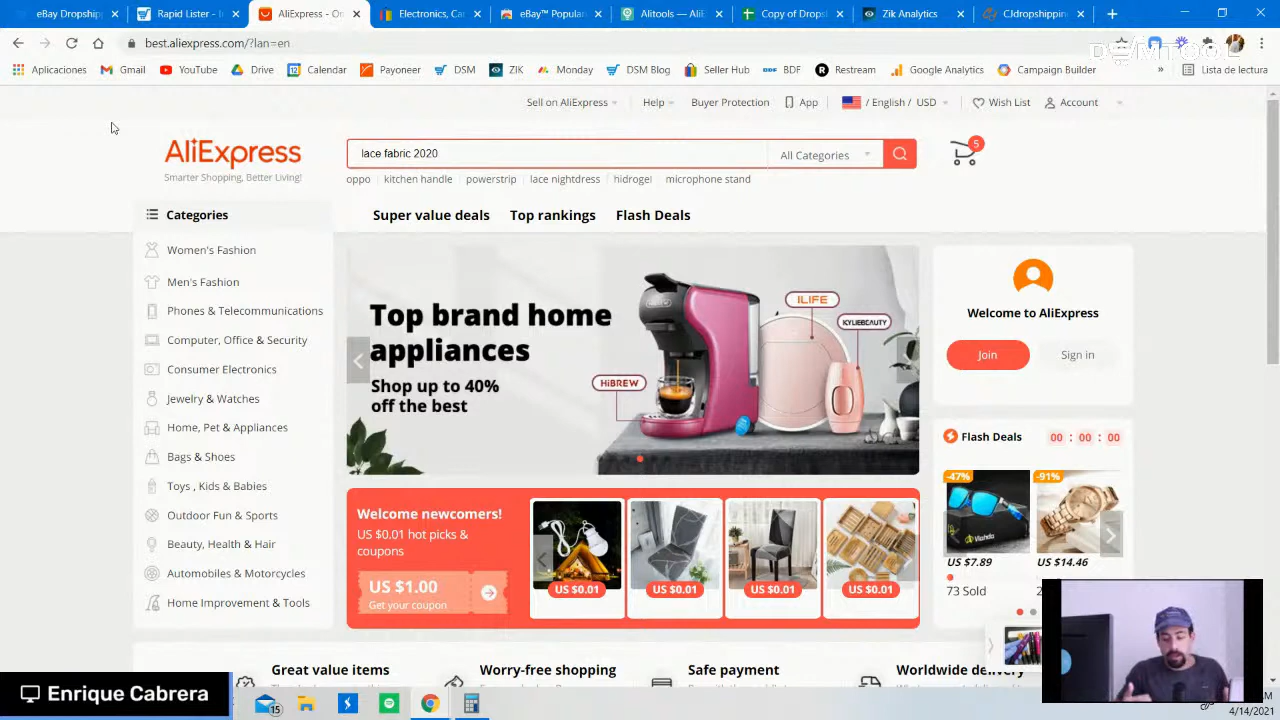 eBay Dropship
Rapid Lister - D
AliExpress - On
Electronics, Ca
eBay™ Popula
Alitools — Ali
Copy of Dropsl
Zik Analytics
CJdropshippin
best.aliexpress.com/?lan=en
Aplicaciones
Gmail
YouTube
Drive
Calendar
Payoneer
DSM
ZIK
Monday
DSM Blog
Seller Hub
BDF
Restream
Google Analytics
Campaign Builder
»
Lista de lectura
Sell on AliExpress
Help
Buyer Protection
App
/ English / USD
Wish List
Account
AliExpress
Smarter Shopping, Better Living!
lace fabric 2020
All Categories
5
oppo
kitchen handle
powerstrip
lace nightdress
hidrogel
microphone stand
Categories
Super value deals
Top rankings
Flash Deals
Women's Fashion
Men's Fashion
Phones & Telecommunications
Computer, Office & Security
Consumer Electronics
Jewelry & Watches
Home, Pet & Appliances
Bags & Shoes
Toys , Kids & Babies
Outdoor Fun & Sports
Beauty, Health & Hair
Automobiles & Motorcycles
Home Improvement & Tools
Top brand home
appliances
Shop up to 40%
off the best
HiBREW
ILIFE
KYLIEBEAUTY
Welcome to AliExpress
Join
Sign in
Flash Deals
00 : 00 : 00
-47%
-91%
US $7.89
US $14.46
73 Sold
Welcome newcomers!
US $0.01 hot picks &
coupons
US $1.00
Get your coupon
US $0.01
US $0.01
US $0.01
US $0.01
Great value items
Worry-free shopping
Safe payment
Worldwide delivery
Enrique Cabrera
15
4/14/2021